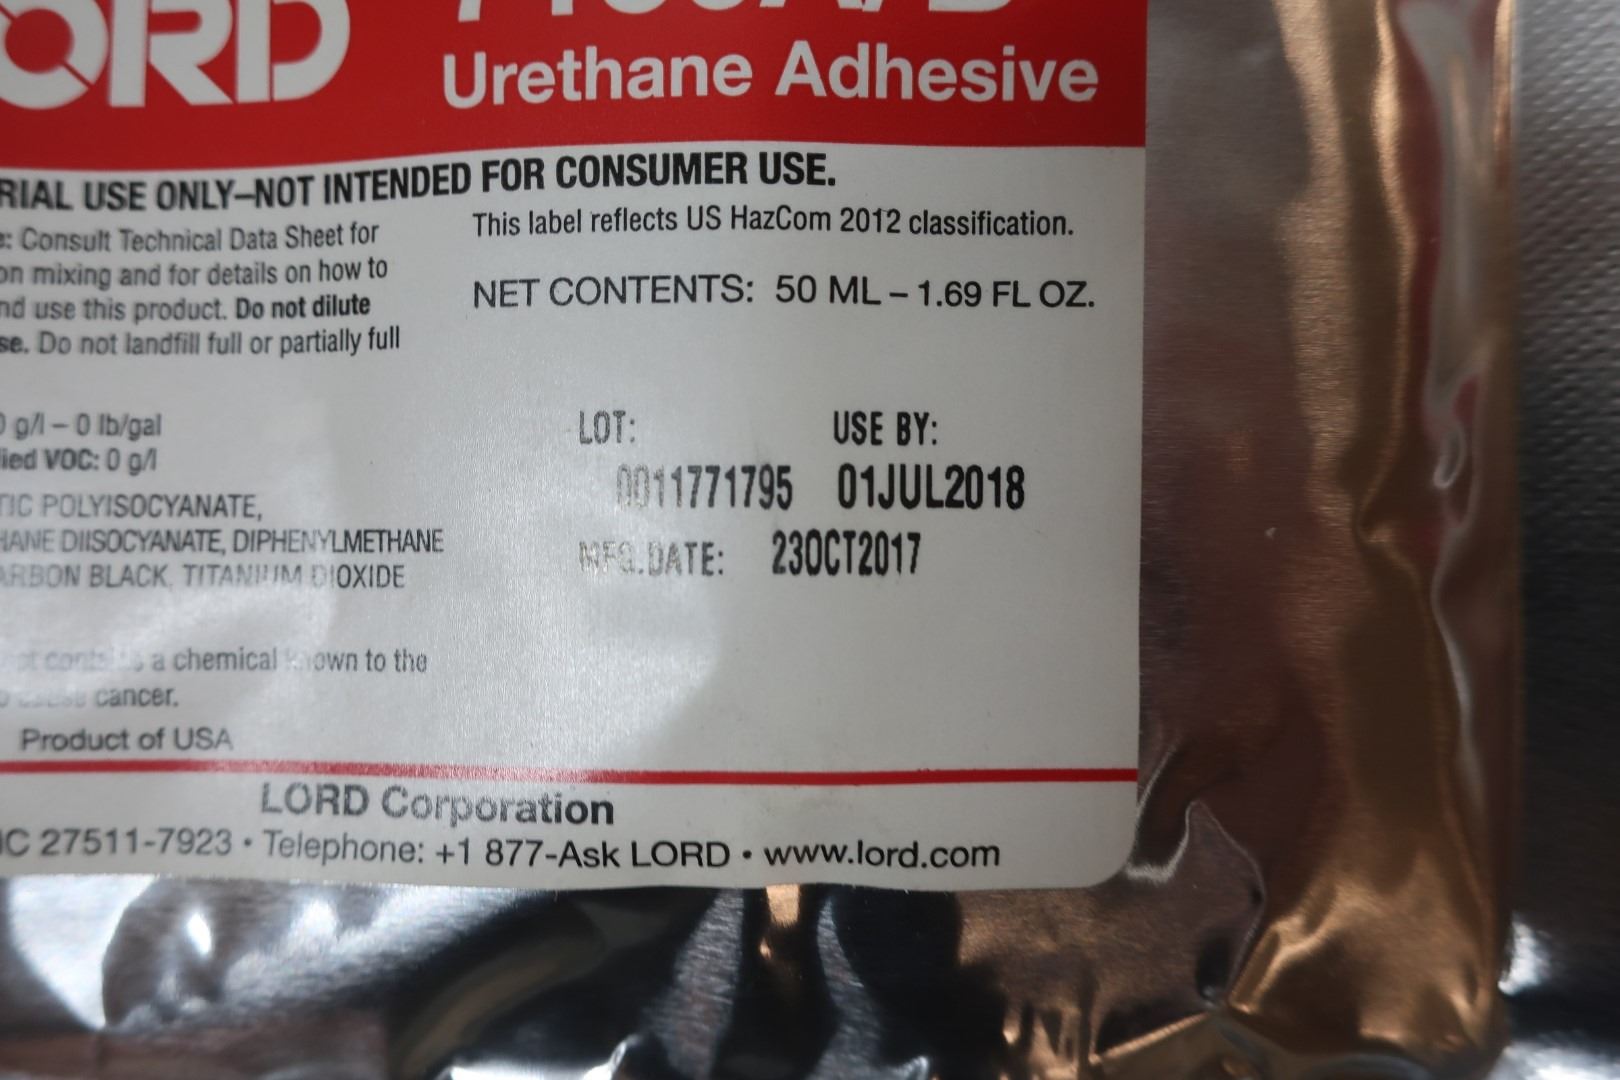 ORD
Urethane Adhesive
RIAL USE ONLY–NOT INTENDED FOR CONSUMER USE.
e: Consult Technical Data Sheet for
on mixing and for details on how to
nd use this product. Do not dilute
se. Do not landfill full or partially full
This label reflects US HazCom 2012 classification.
NET CONTENTS: 50 ML – 1.69 FL OZ.
0 g/l – 0 lb/gal
lied VOC: 0 g/l
TIC POLYISOCYANATE,
HANE DIISOCYANATE, DIPHENYLMETHANE
ARBON BLACK, TITANIUM DIOXIDE
LOT: USE BY:
0011771795 01JUL2018
MFG.DATE: 23OCT2017
a chemical known to the
cancer.
Product of USA
LORD Corporation
NC 27511-7923 • Telephone: +1 877-Ask LORD • www.lord.com